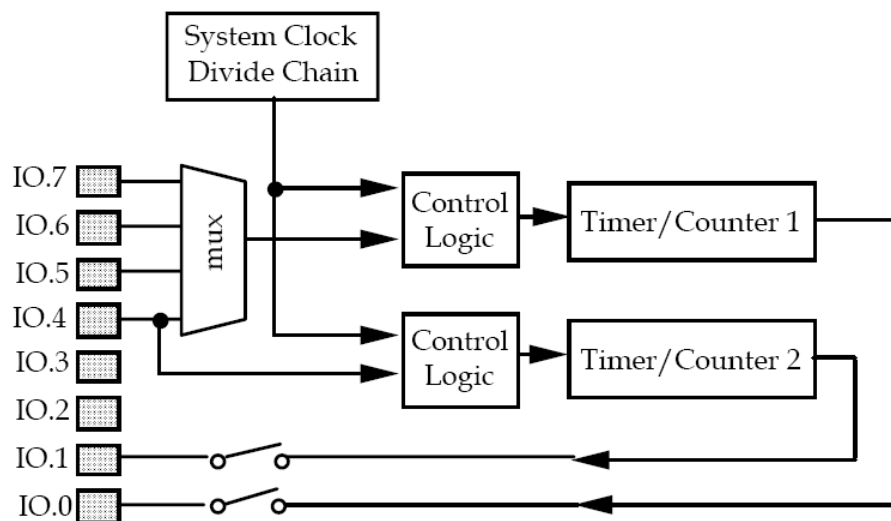 System Clock
Divide Chain
IO.7
IO.6
IO.5
IO.4
IO.3
IO.2
IO.1
IO.0
mux
Control
Logic
Timer/Counter 1
Control
Logic
Timer/Counter 2